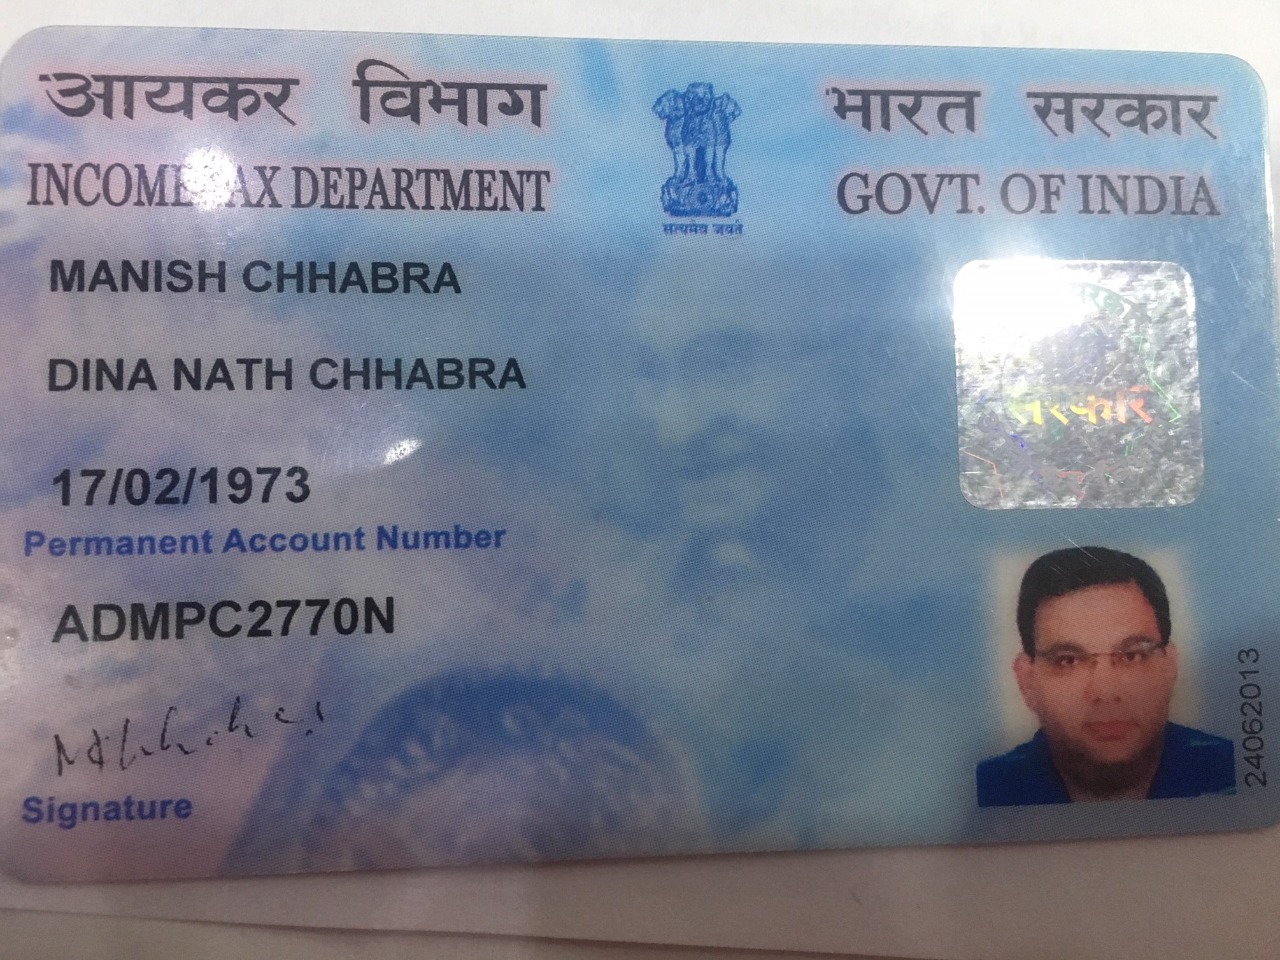 आयकर विभाग
INCOME TAX DEPARTMENT
भारत सरकार
GOVT. OF INDIA
सत्यमेव जयते
MANISH CHHABRA
DINA NATH CHHABRA
17/02/1973
Permanent Account Number
ADMPC2770N
Signature
सरकार
24062013